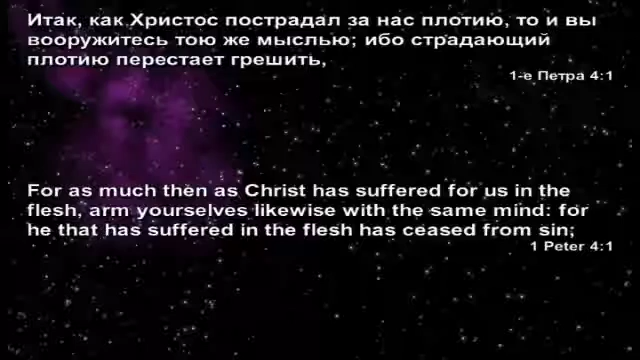 Итак, как Христос пострадал за нас плотию, то и вы
вооружитесь тою же мыслью; ибо страдающий
плотию перестает грешить,
1-е Петра 4:1
For as much then as Christ has suffered for us in the
flesh, arm yourselves likewise with the same mind: for
he that has suffered in the flesh has ceased from sin;
1 Peter 4:1